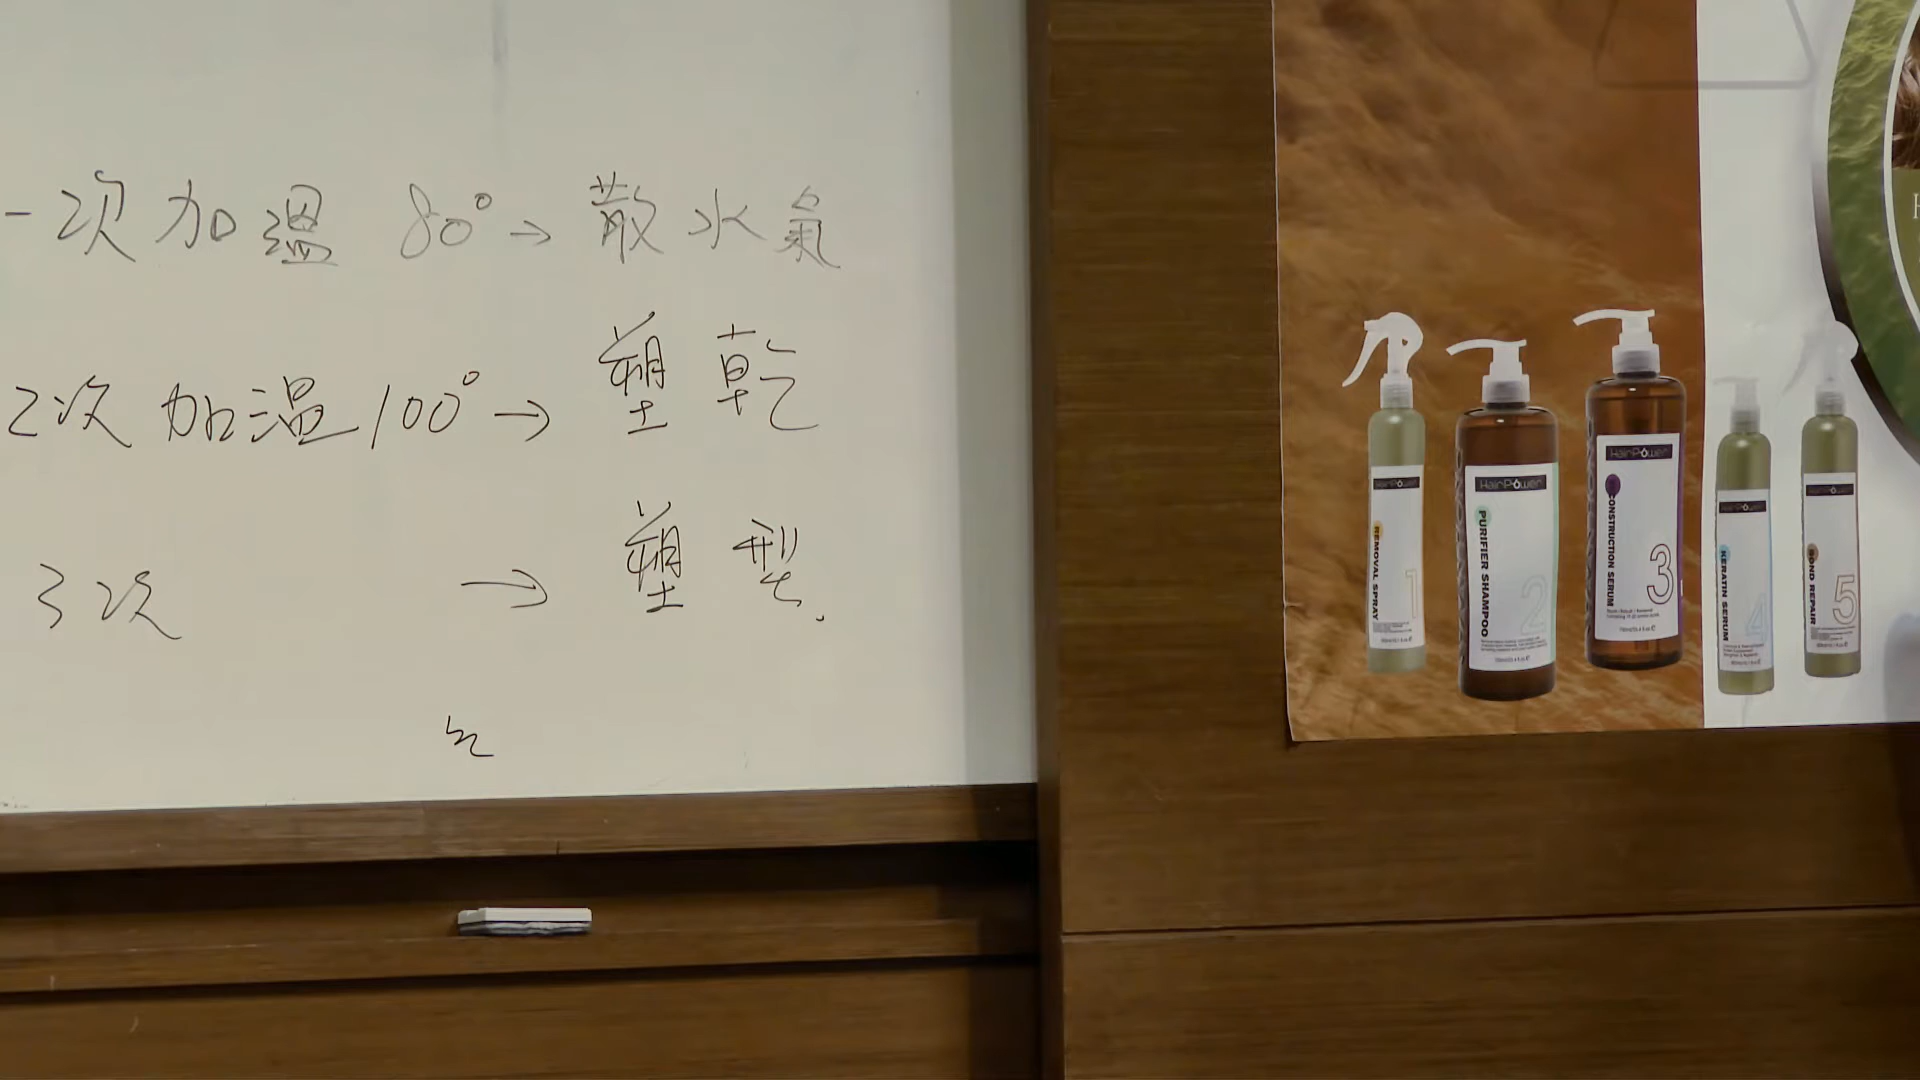 一次加溫 80° → 散水氣
2次加溫 100° → 塑乾
3次 → 塑型.
HairPower
REMOVAL SPRAY
1
HairPower
PURIFIER SHAMPOO
2
HairPower
CONSTRUCTION SERUM
3
HairPower
KERATIN SERUM
4
HairPower
BOND REPAIR
5
H